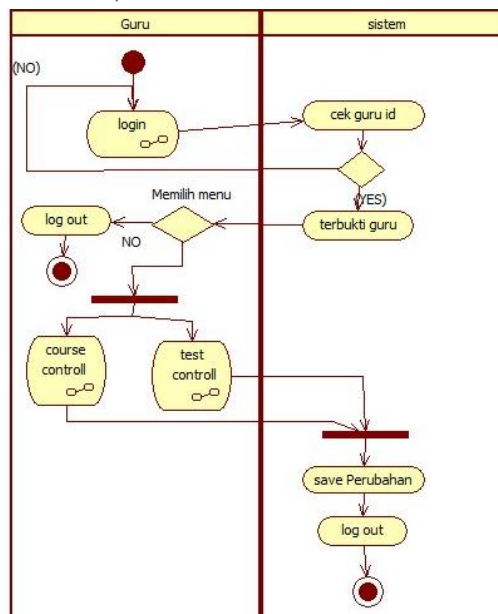 Guru
sistem
(NO)
login
cek guru id
(YES)
Memilih menu
log out
NO
terbukti guru
course
controll
test
controll
save Perubahan
log out